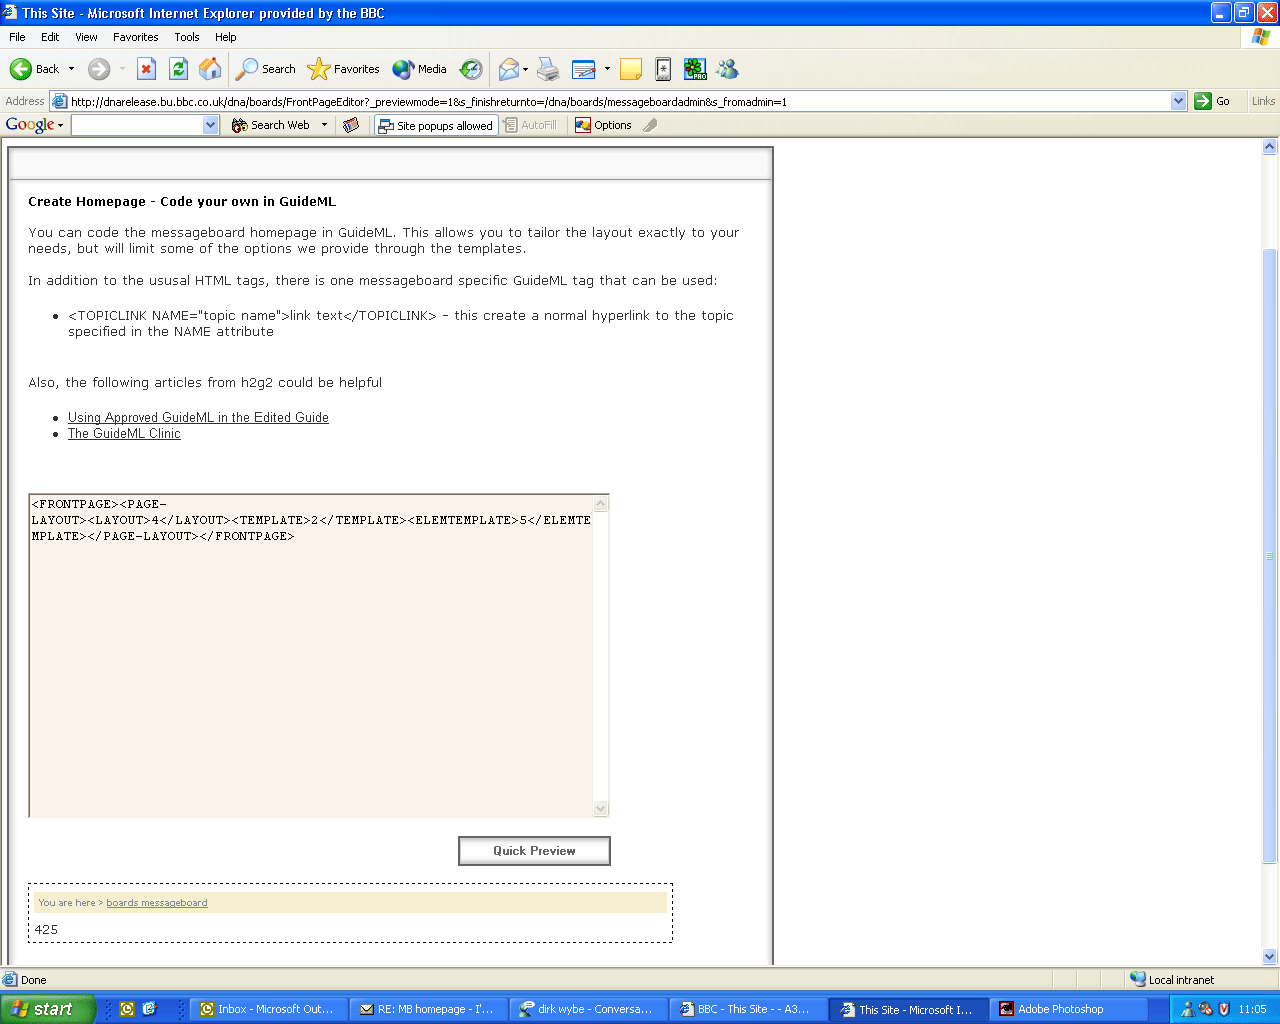 This Site - Microsoft Internet Explorer provided by the BBC
File Edit View Favorites Tools Help
Back Search Favorites Media PRO
Address http://dnarelease.bu.bbc.co.uk/dna/boards/FrontPageEditor?_previewmode=1&s_finishreturnto=/dna/boards/messageboardadmin&s_fromadmin=1 Go Links
Google Search Web Site popups allowed AutoFill Options
Create Homepage - Code your own in GuideML
You can code the messageboard homepage in GuideML. This allows you to tailor the layout exactly to your
needs, but will limit some of the options we provide through the templates.
In addition to the ususal HTML tags, there is one messageboard specific GuideML tag that can be used:
• <TOPICLINK NAME="topic name">link text</TOPICLINK> - this create a normal hyperlink to the topic
specified in the NAME attribute
Also, the following articles from h2g2 could be helpful
• Using Approved GuideML in the Edited Guide
• The GuideML Clinic
<FRONTPAGE><PAGE-
LAYOUT><LAYOUT>4</LAYOUT><TEMPLATE>2</TEMPLATE><ELEMTEMPLATE>5</ELEMTE
MPLATE></PAGE-LAYOUT></FRONTPAGE>
Quick Preview
You are here > boards messageboard
425
Done Local intranet
start Inbox - Microsoft Out... RE: MB homepage - I'... dirk wybe - Conversa... BBC - This Site - - A3... This Site - Microsoft I... Adobe Photoshop 11:05